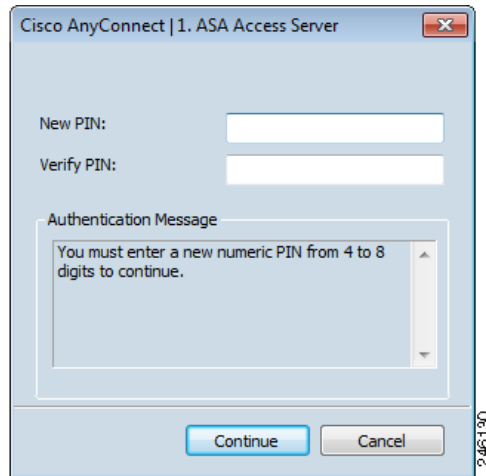 Cisco AnyConnect | 1. ASA Access Server
New PIN:
Verify PIN:
Authentication Message
You must enter a new numeric PIN from 4 to 8
digits to continue.
Continue
Cancel
246130